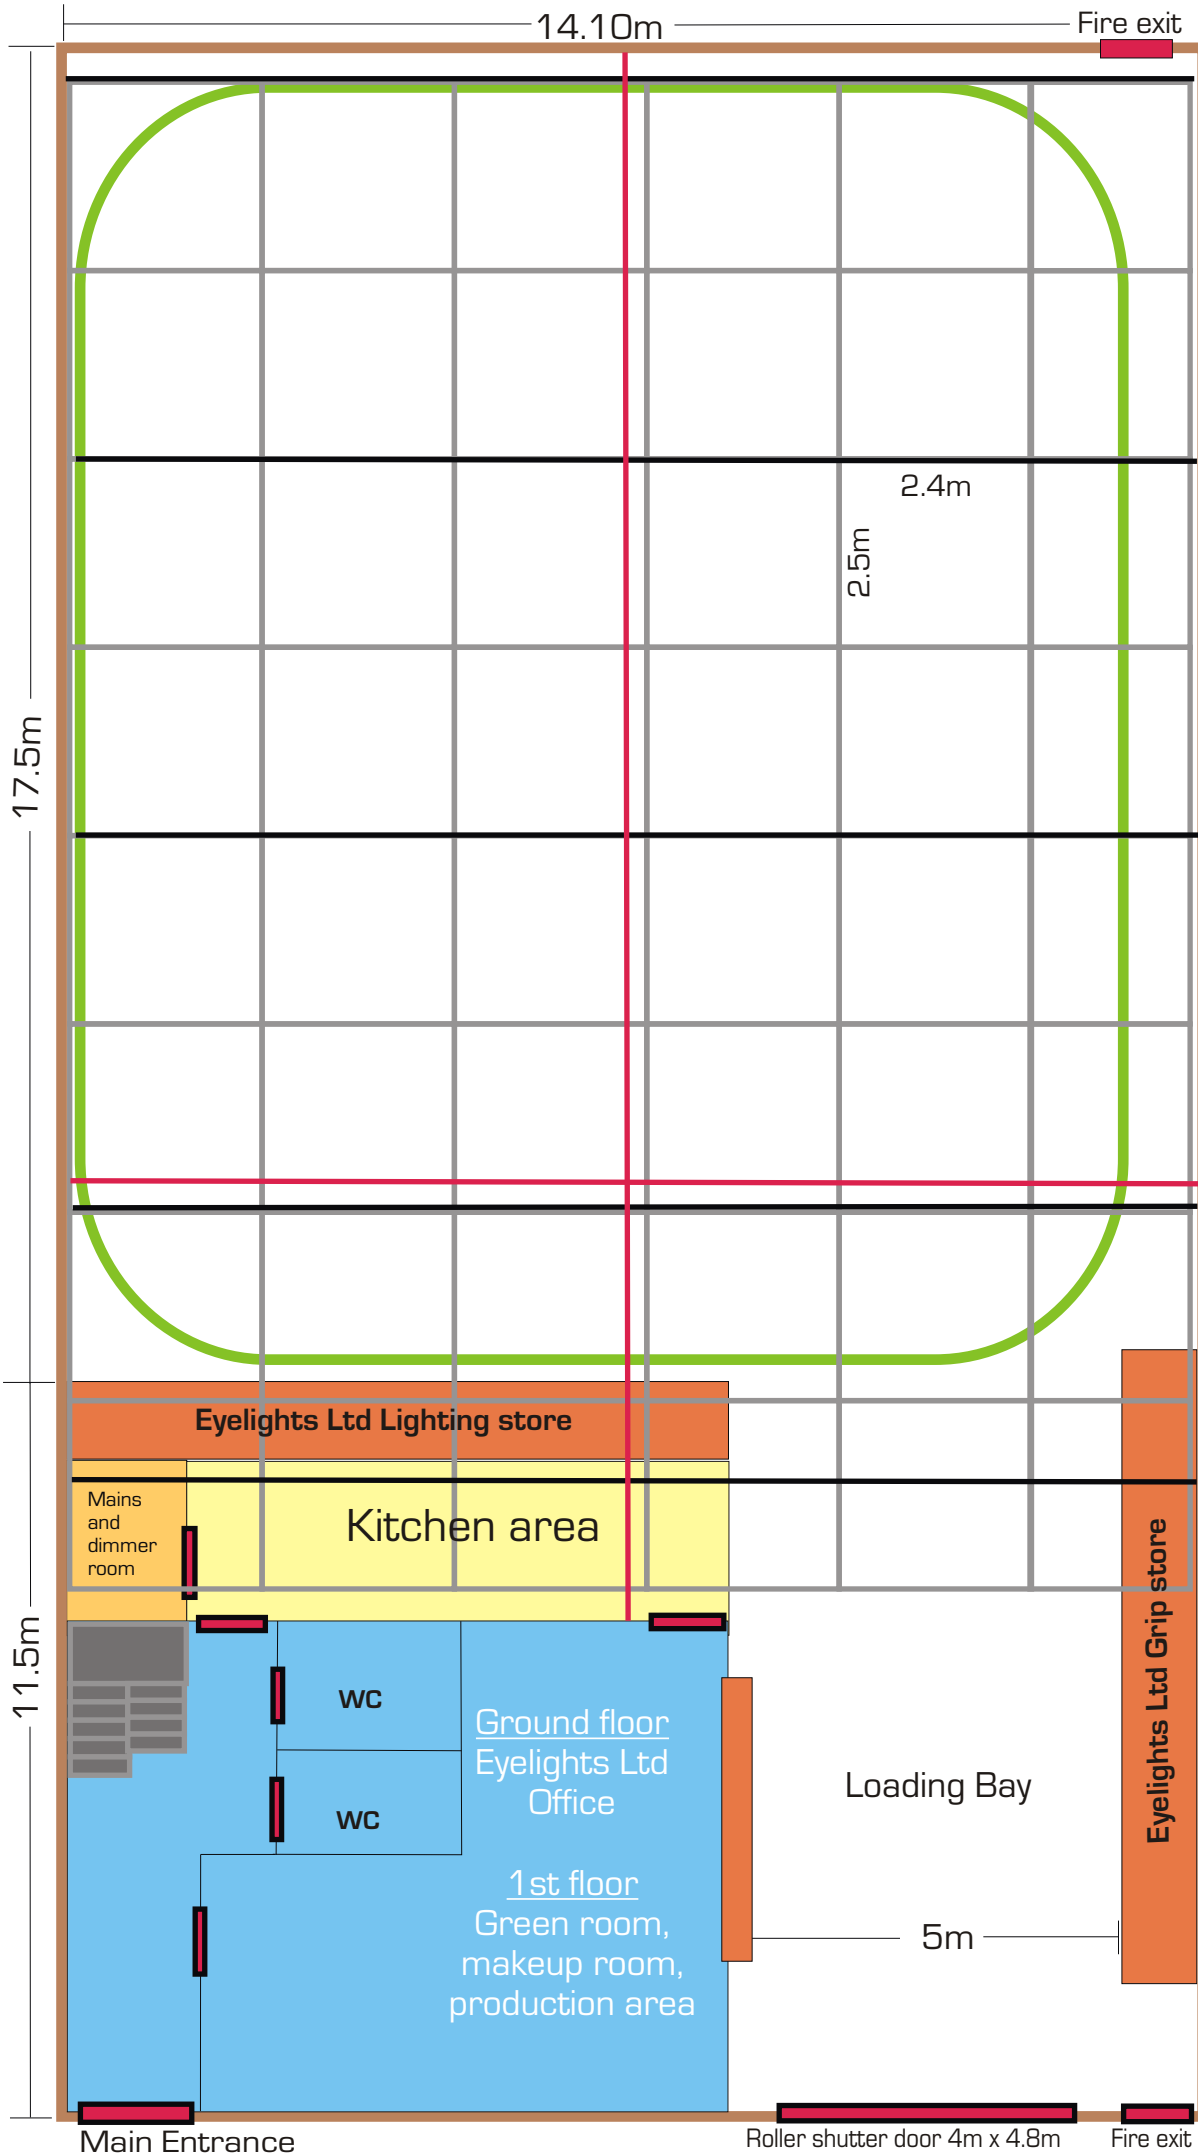 14.10m
Fire exit
2.4m
2.5m
17.5m
Eyelights Ltd Lighting store
Mains
and
dimmer
room
Kitchen area
Eyelights Ltd Grip store
11.5m
WC
WC
Ground floor
Eyelights Ltd
Office
1st floor
Green room,
makeup room,
production area
Loading Bay
5m
Main Entrance
Roller shutter door 4m x 4.8m
Fire exit